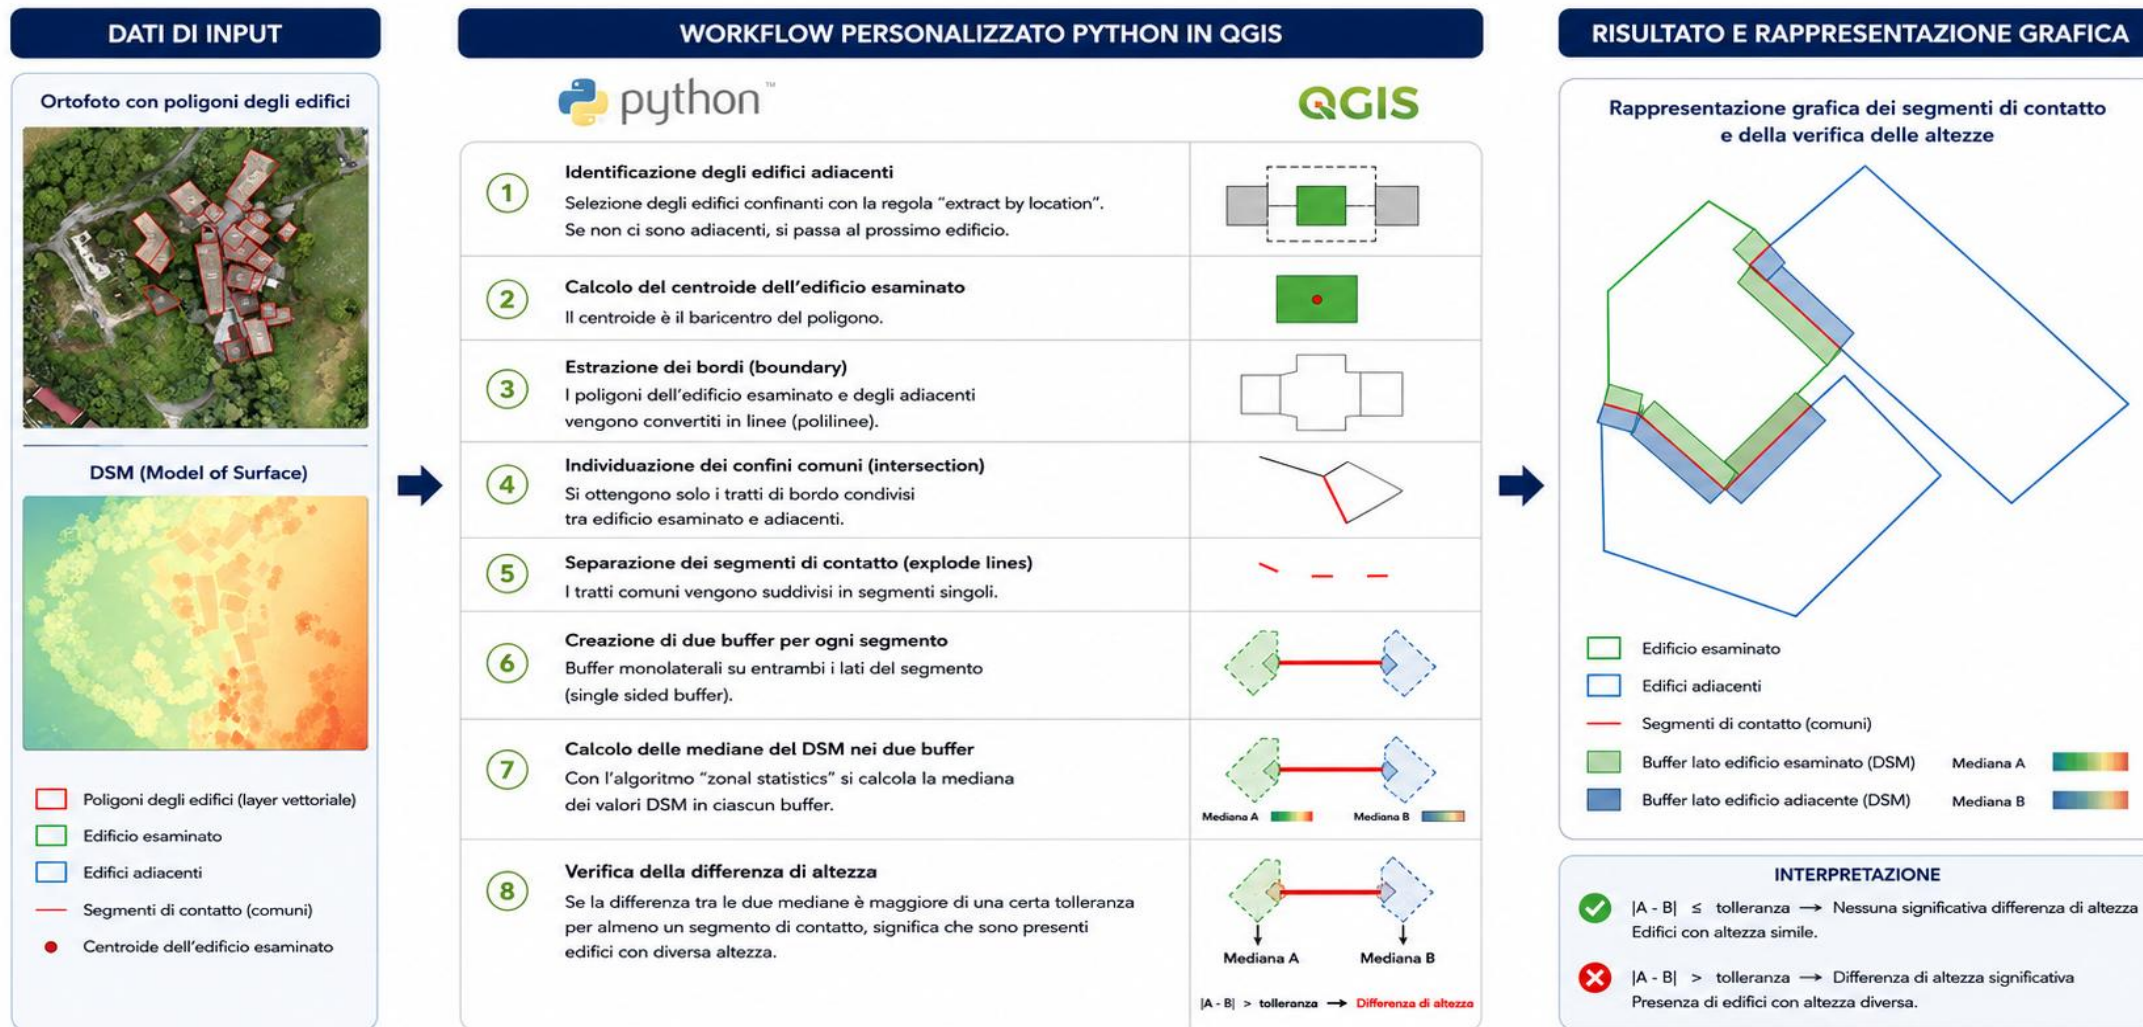 DATI DI INPUT
Ortofoto con poligoni degli edifici
DSM (Model of Surface)
Poligoni degli edifici (layer vettoriale)
Edificio esaminato
Edifici adiacenti
Segmenti di contatto (comuni)
Centroide dell'edificio esaminato
WORKFLOW PERSONALIZZATO PYTHON IN QGIS
python™
QGIS
1
Identificazione degli edifici adiacenti
Selezione degli edifici confinanti con la regola "extract by location".
Se non ci sono adiacenti, si passa al prossimo edificio.
2
Calcolo del centroide dell'edificio esaminato
Il centroide è il baricentro del poligono.
3
Estrazione dei bordi (boundary)
I poligoni dell'edificio esaminato e degli adiacenti
vengono convertiti in linee (polilinee).
4
Individuazione dei confini comuni (intersection)
Si ottengono solo i tratti di bordo condivisi
tra edificio esaminato e adiacenti.
5
Separazione dei segmenti di contatto (explode lines)
I tratti comuni vengono suddivisi in segmenti singoli.
6
Creazione di due buffer per ogni segmento
Buffer monolaterali su entrambi i lati del segmento
(single sided buffer).
7
Calcolo delle mediane del DSM nei due buffer
Con l'algoritmo "zonal statistics" si calcola la mediana
dei valori DSM in ciascun buffer.
Mediana A
Mediana B
8
Verifica della differenza di altezza
Se la differenza tra le due mediane è maggiore di una certa tolleranza
per almeno un segmento di contatto, significa che sono presenti
edifici con diversa altezza.
Mediana A
Mediana B
|A - B| > tolleranza → Differenza di altezza
RISULTATO E RAPPRESENTAZIONE GRAFICA
Rappresentazione grafica dei segmenti di contatto
e della verifica delle altezze
Edificio esaminato
Edifici adiacenti
Segmenti di contatto (comuni)
Buffer lato edificio esaminato (DSM) Mediana A
Buffer lato edificio adiacente (DSM) Mediana B
INTERPRETAZIONE
|A - B| ≤ tolleranza → Nessuna significativa differenza di altezza
Edifici con altezza simile.
|A - B| > tolleranza → Differenza di altezza significativa
Presenza di edifici con altezza diversa.